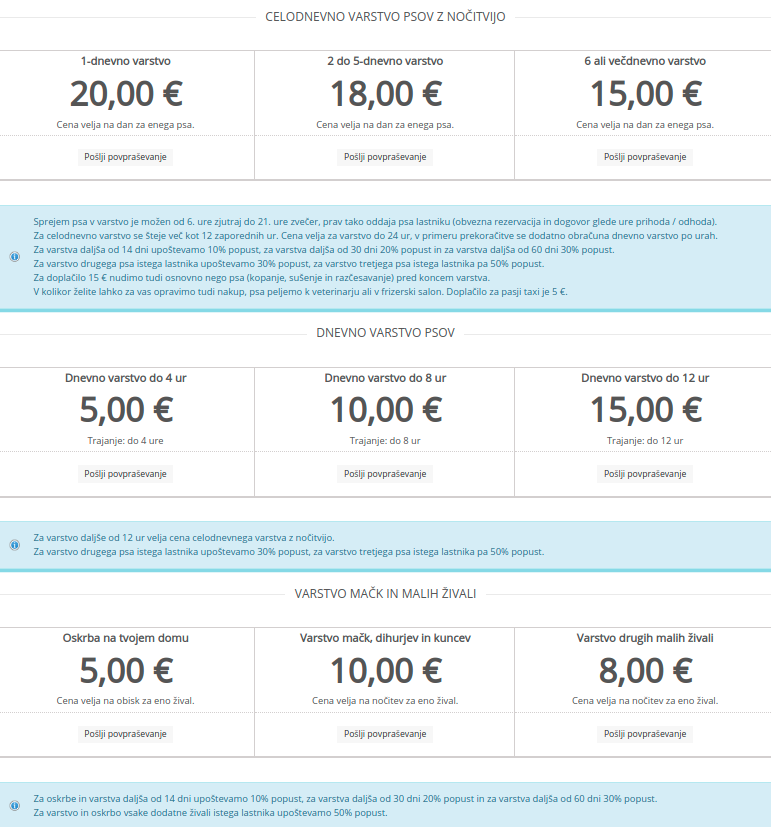 CELODNEVNO VARSTVO PSOV Z NOČITVIJO
1-dnevno varstvo
20,00 €
Cena velja na dan za enega psa.
Pošlji povpraševanje
2 do 5-dnevno varstvo
18,00 €
Cena velja na dan za enega psa.
Pošlji povpraševanje
6 ali večdnevno varstvo
15,00 €
Cena velja na dan za enega psa.
Pošlji povpraševanje
Sprejem psa v varstvo je možen od 6. ure zjutraj do 21. ure zvečer, prav tako oddaja psa lastniku (obvezna rezervacija in dogovor glede ure prihoda / odhoda).
Za celodnevno varstvo se šteje več kot 12 zaporednih ur. Cena velja za varstvo do 24 ur, v primeru prekoračitve se dodatno obračuna dnevno varstvo po urah.
Za varstva daljša od 14 dni upoštevamo 10% popust, za varstva daljša od 30 dni 20% popust in za varstva daljša od 60 dni 30% popust.
Za varstvo drugega psa istega lastnika upoštevamo 30% popust, za varstvo tretjega psa istega lastnika pa 50% popust.
Za doplačilo 15 € nudimo tudi osnovno nego psa (kopanje, sušenje in razčesavanje) pred koncem varstva.
V kolikor želite lahko za vas opravimo tudi nakup, psa peljemo k veterinarju ali v frizerski salon. Doplačilo za pasji taxi je 5 €.
DNEVNO VARSTVO PSOV
Dnevno varstvo do 4 ur
5,00 €
Trajanje: do 4 ure
Pošlji povpraševanje
Dnevno varstvo do 8 ur
10,00 €
Trajanje: do 8 ur
Pošlji povpraševanje
Dnevno varstvo do 12 ur
15,00 €
Trajanje: do 12 ur
Pošlji povpraševanje
Za varstvo daljše od 12 ur velja cena celodnevnega varstva z nočitvijo.
Za varstvo drugega psa istega lastnika upoštevamo 30% popust, za varstvo tretjega psa istega lastnika pa 50% popust.
VARSTVO MAČK IN MALIH ŽIVALI
Oskrba na tvojem domu
5,00 €
Cena velja na obisk za eno žival.
Pošlji povpraševanje
Varstvo mačk, dihurjev in kuncev
10,00 €
Cena velja na nočitev za eno žival.
Pošlji povpraševanje
Varstvo drugih malih živali
8,00 €
Cena velja na nočitev za eno žival.
Pošlji povpraševanje
Za oskrbe in varstva daljša od 14 dni upoštevamo 10% popust, za varstva daljša od 30 dni 20% popust in za varstva daljša od 60 dni 30% popust.
Za varstvo in oskrbo vsake dodatne živali istega lastnika upoštevamo 50% popust.